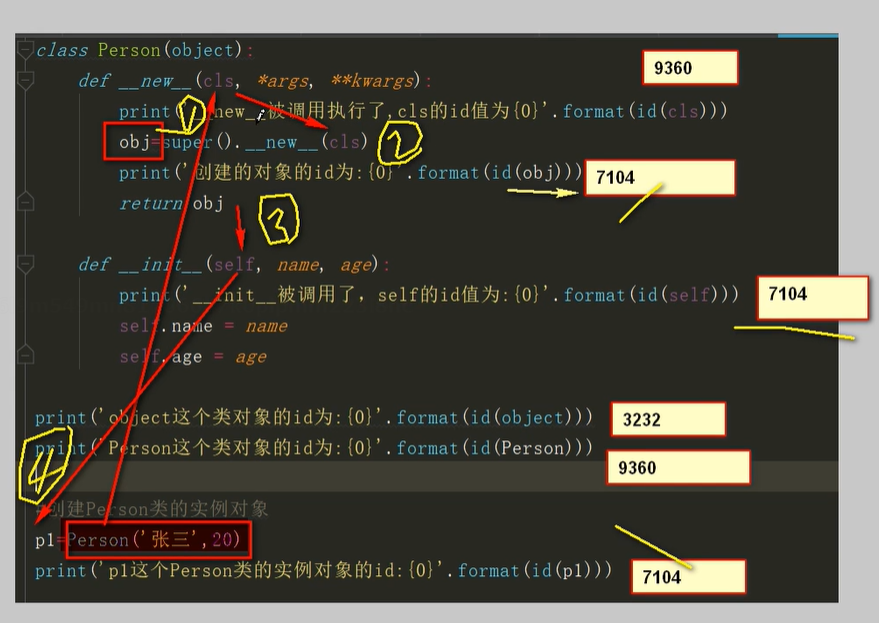 class Person(object):
def __new__(cls, *args, **kwargs):
9360
print('__new__被调用执行了,cls的id值为{0}'.format(id(cls)))
1
obj=super().__new__(cls)
2
print('创建的对象的id为:{0}'.format(id(obj)))
7104
return obj
3
def __init__(self, name, age):
print('__init__被调用了，self的id值为:{0}'.format(id(self)))
7104
self.name = name
self.age = age
print('object这个类对象的id为:{0}'.format(id(object)))
3232
print('Person这个类对象的id为:{0}'.format(id(Person)))
9360
4
#创建Person类的实例对象
p1=Person('张三',20)
print('p1这个Person类的实例对象的id:{0}'.format(id(p1)))
7104